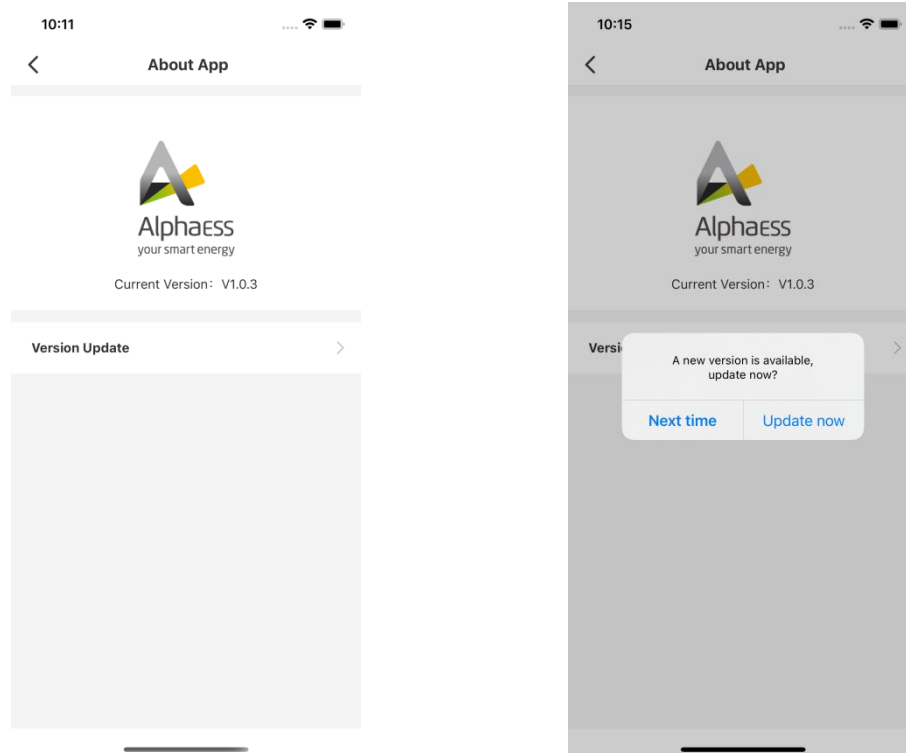 10:11
About App
AlphaESS
your smart energy
Current Version: V1.0.3
Version Update
10:15
About App
AlphaESS
your smart energy
Current Version: V1.0.3
Versi
A new version is available,
update now?
Next time
Update now